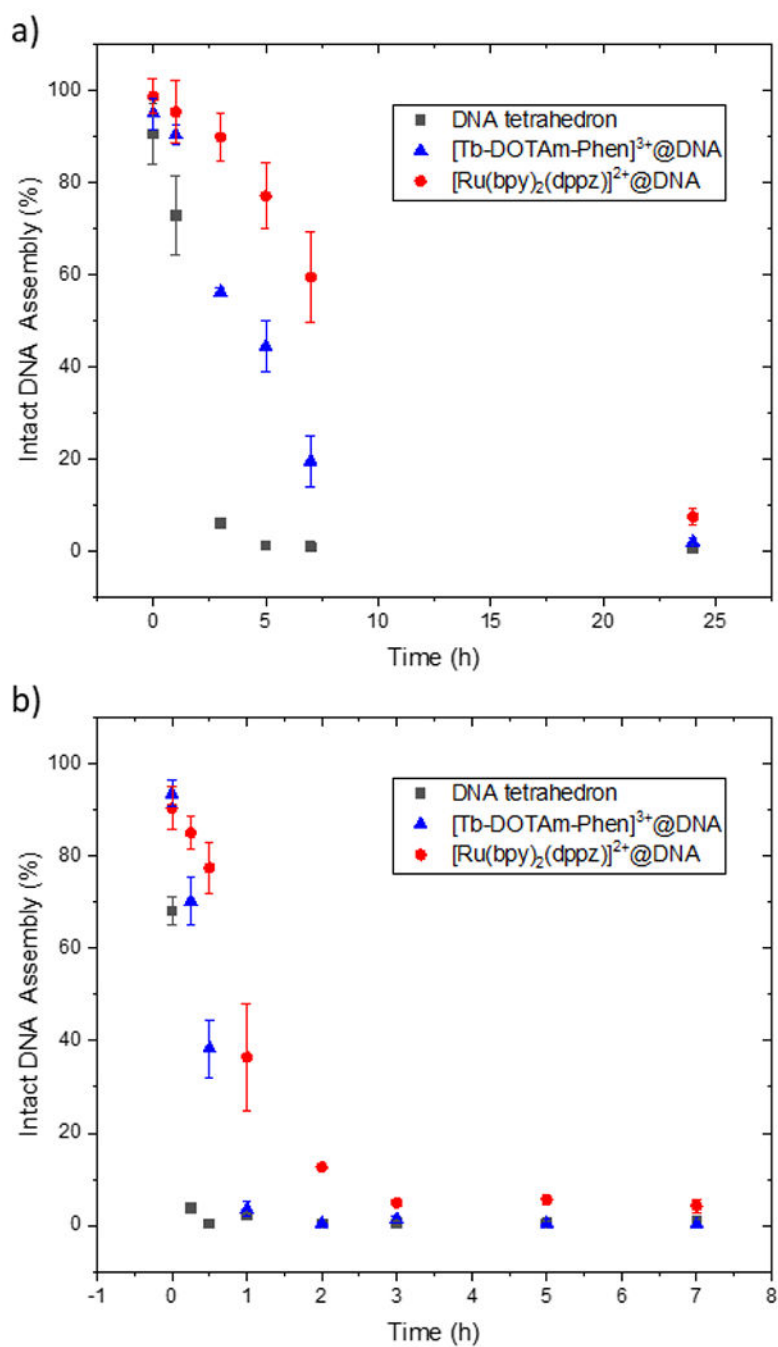 a)
100
80
60
40
20
0
Intact DNA Assembly (%)
DNA tetrahedron
[Tb-DOTAm-Phen]³⁺@DNA
[Ru(bpy)₂(dppz)]²⁺@DNA
0 5 10 15 20 25
Time (h)
b)
100
80
60
40
20
0
Intact DNA Assembly (%)
DNA tetrahedron
[Tb-DOTAm-Phen]³⁺@DNA
[Ru(bpy)₂(dppz)]²⁺@DNA
-1 0 1 2 3 4 5 6 7 8
Time (h)